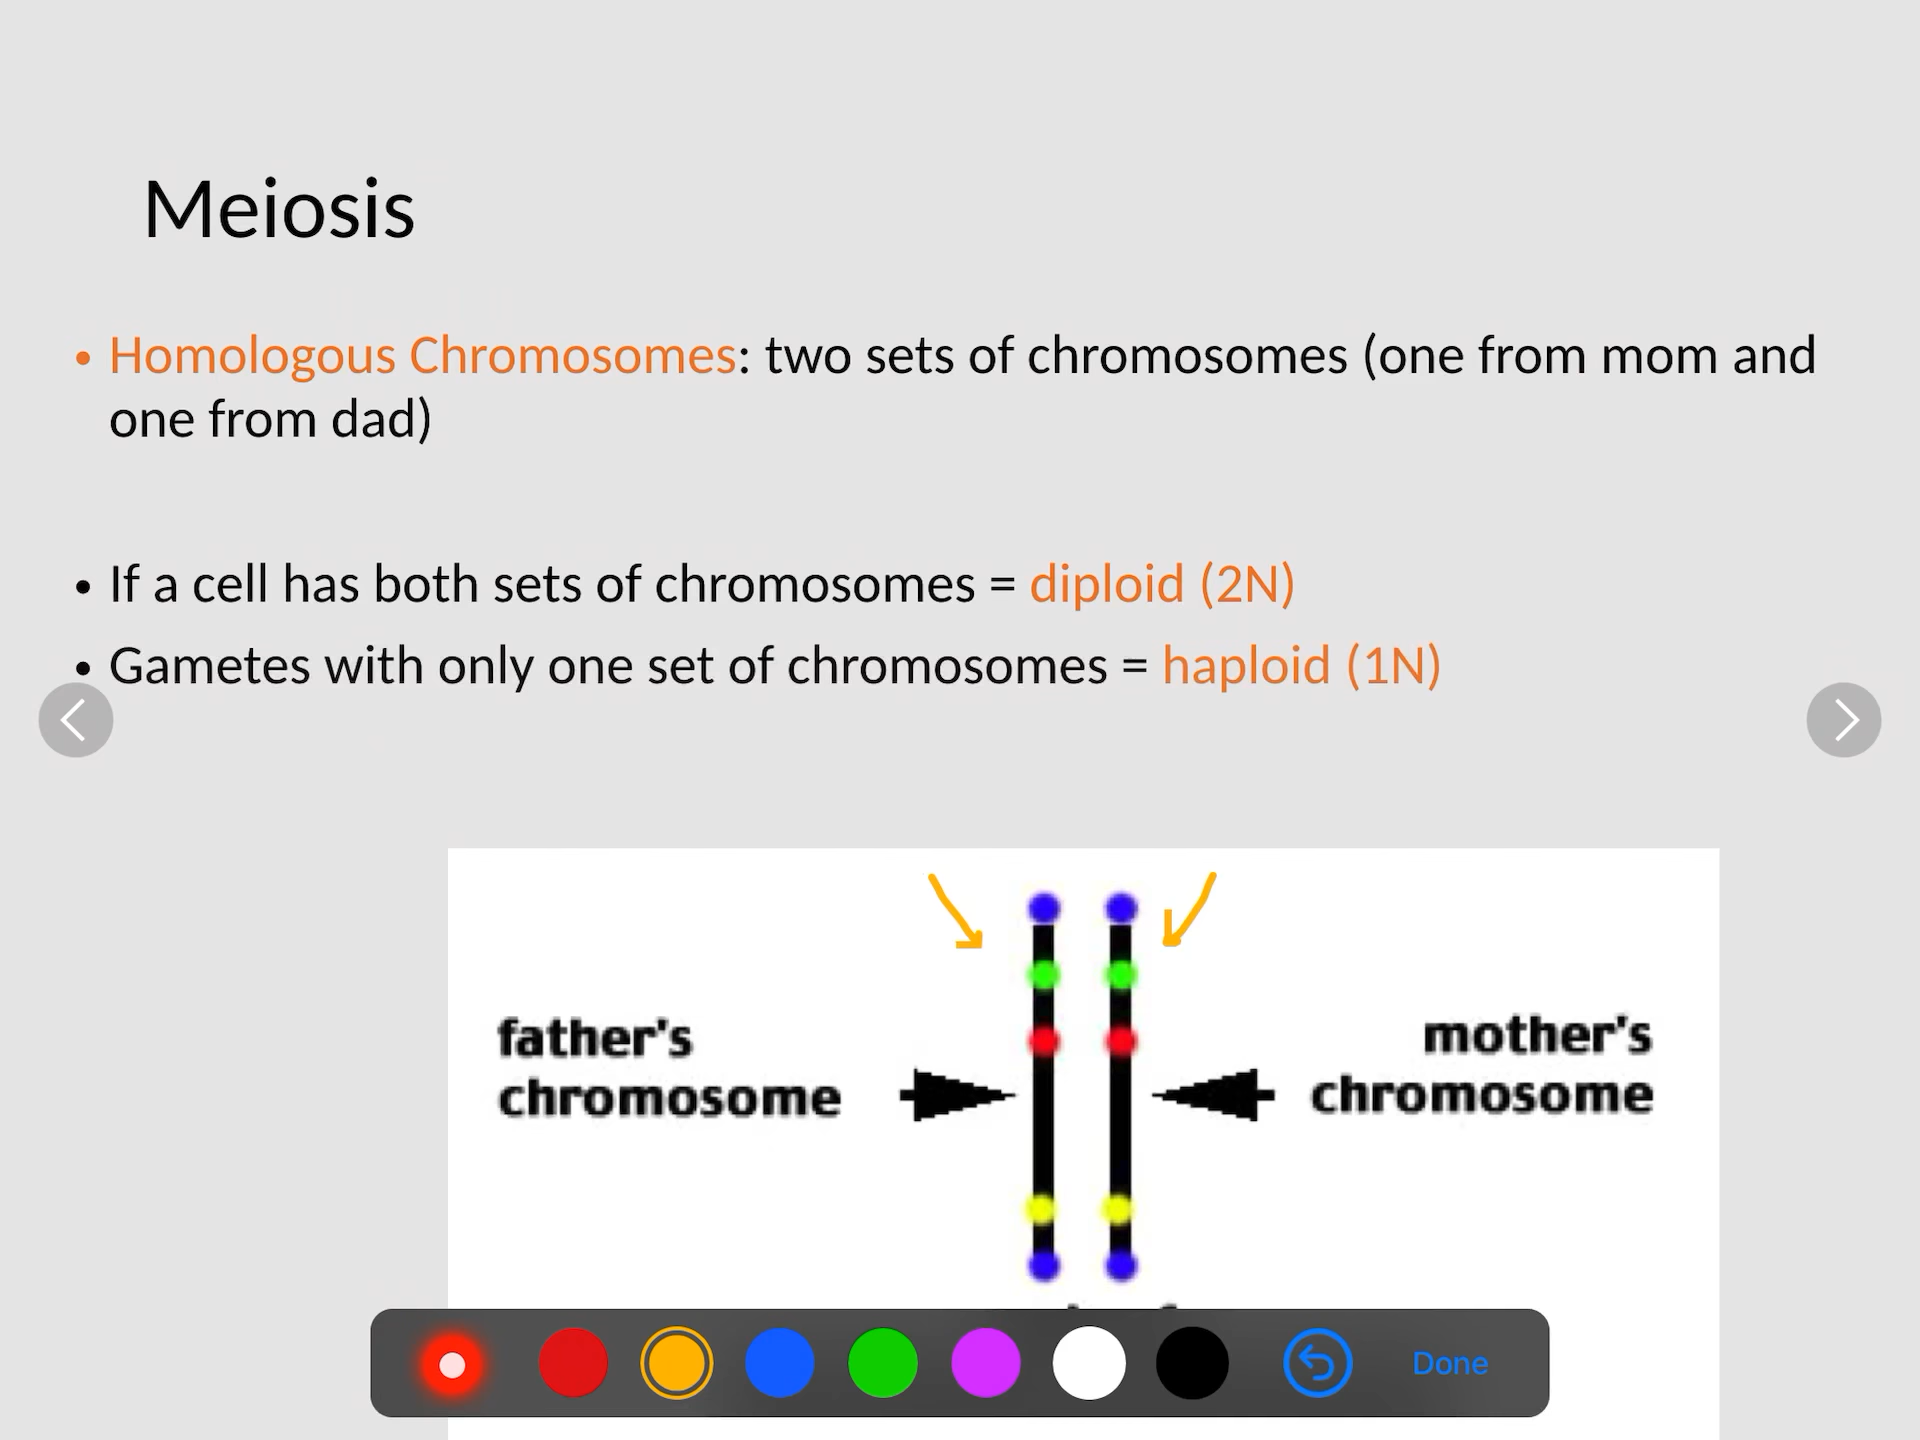 Meiosis
• Homologous Chromosomes: two sets of chromosomes (one from mom and
one from dad)
• If a cell has both sets of chromosomes = diploid (2N)
• Gametes with only one set of chromosomes = haploid (1N)
father's
chromosome
mother's
chromosome
Done